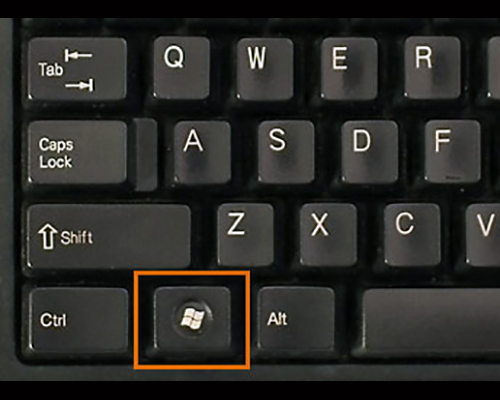 Tab
Q W E R
Caps
Lock
A S D F
Shift
Z X C V
Ctrl
Alt